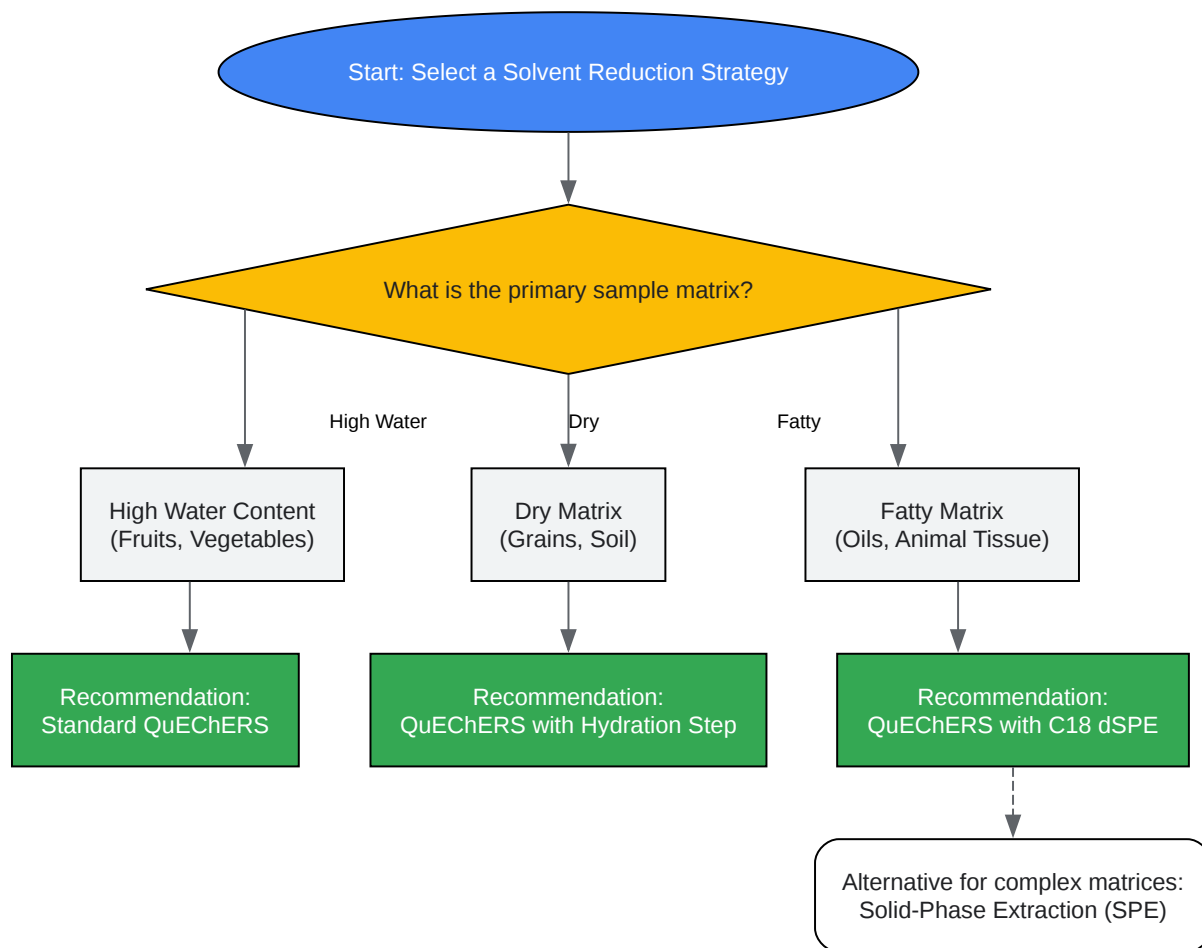 Start: Select a Solvent Reduction Strategy
What is the primary sample matrix?
High Water
Dry
Fatty
High Water Content
(Fruits, Vegetables)
Dry Matrix
(Grains, Soil)
Fatty Matrix
(Oils, Animal Tissue)
Recommendation:
Standard QuEChERS
Recommendation:
QuEChERS with Hydration Step
Recommendation:
QuEChERS with C18 dSPE
Alternative for complex matrices:
Solid-Phase Extraction (SPE)